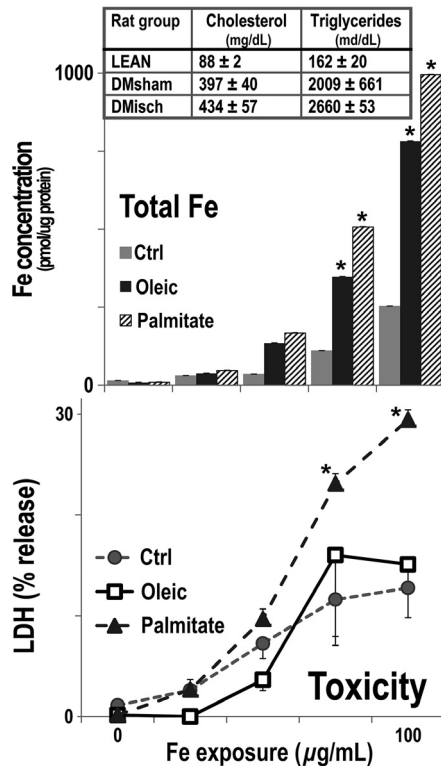 Rat group Cholesterol (mg/dL) Triglycerides (md/dL)
LEAN 88 ± 2 162 ± 20
DMsham 397 ± 40 2009 ± 661
DMisch 434 ± 57 2660 ± 53
1000
Fe concentration
(pmol/ug protein)
Total Fe
Ctrl
Oleic
Palmitate
* * * *
0
30
LDH (% release)
* *
Ctrl
Oleic
Palmitate
Toxicity
0
0 100
Fe exposure (µg/mL)